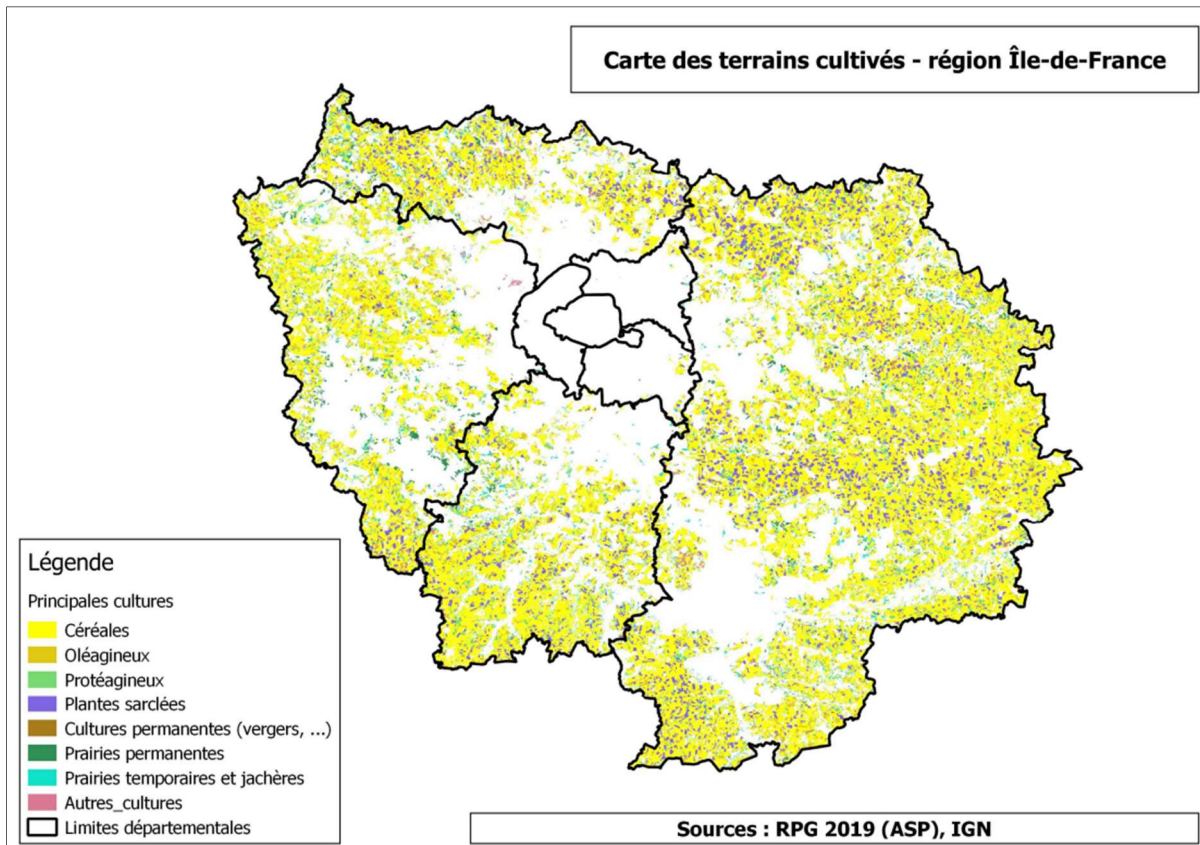 Carte des terrains cultivés - région Île-de-France
Légende
Principales cultures
Céréales
Oléagineux
Protéagineux
Plantes sarclées
Cultures permanentes (vergers, ...)
Prairies permanentes
Prairies temporaires et jachères
Autres_cultures
Limites départementales
Sources : RPG 2019 (ASP), IGN